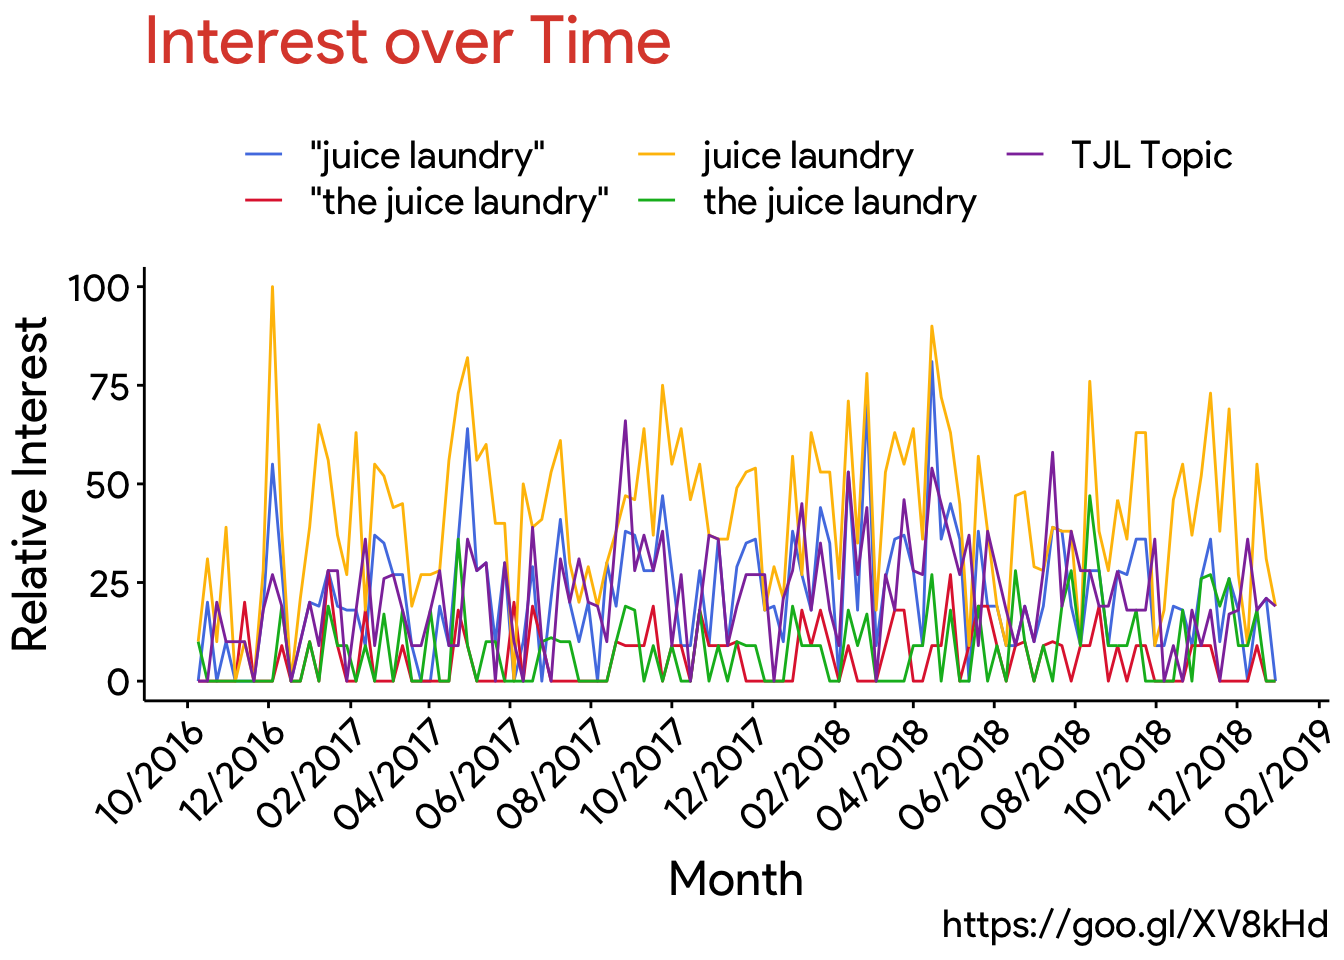 Interest over Time
"juice laundry" juice laundry TJL Topic
"the juice laundry" the juice laundry
Relative Interest
100
75
50
25
0
10/2016 12/2016 02/2017 04/2017 06/2017 08/2017 10/2017 12/2017 02/2018 04/2018 06/2018 08/2018 10/2018 12/2018 02/2019
Month
https://goo.gl/XV8kHd